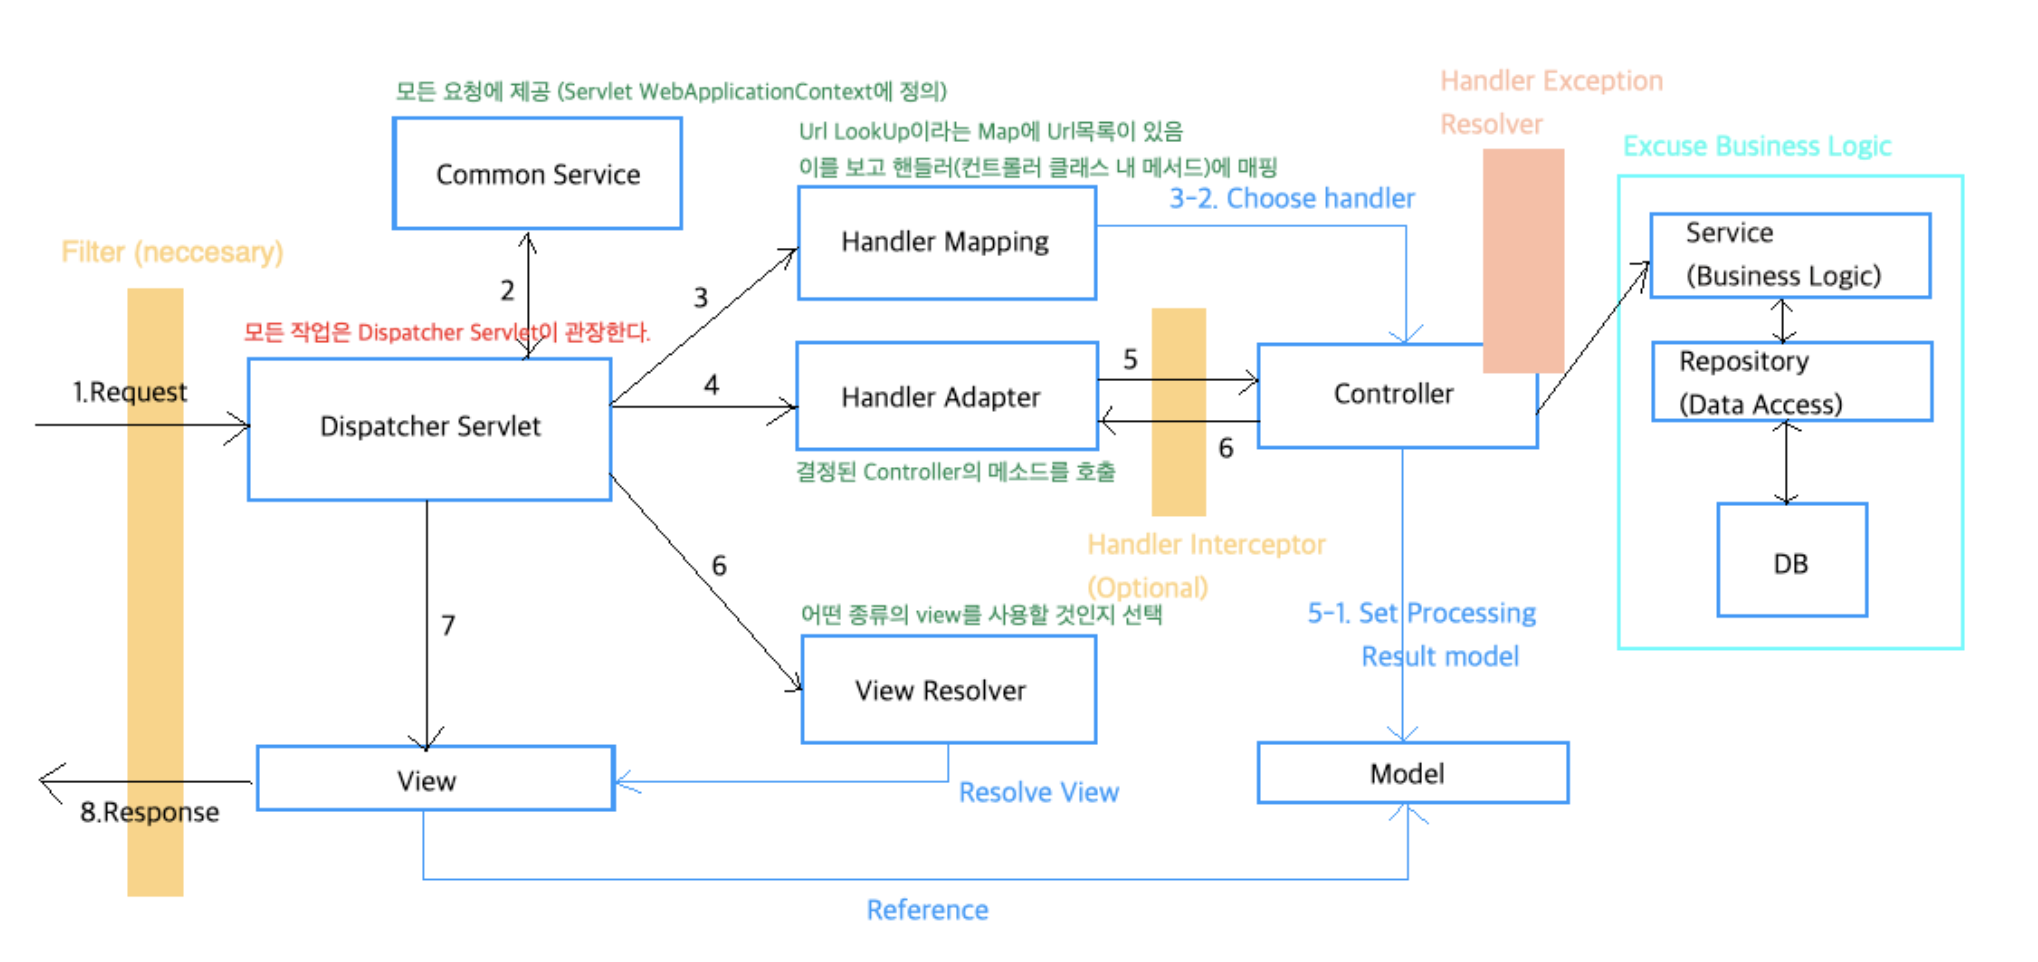 모든 요청에 제공 (Servlet WebApplicationContext에 정의)
Common Service
Url LookUp이라는 Map에 Url목록이 있음
이를 보고 핸들러(컨트롤러 클래스 내 메서드)에 매핑
Handler Mapping
3-2. Choose handler
Handler Exception
Resolver
Excuse Business Logic
Service
(Business Logic)
Repository
(Data Access)
DB
Filter (neccesary)
2
3
모든 작업은 Dispatcher Servlet이 관장한다.
1.Request
Dispatcher Servlet
4
Handler Adapter
결정된 Controller의 메소드를 호출
5
6
Controller
Handler Interceptor
(Optional)
6
7
어떤 종류의 view를 사용할 것인지 선택
View Resolver
5-1. Set Processing
Result model
View
Resolve View
Model
8.Response
Reference